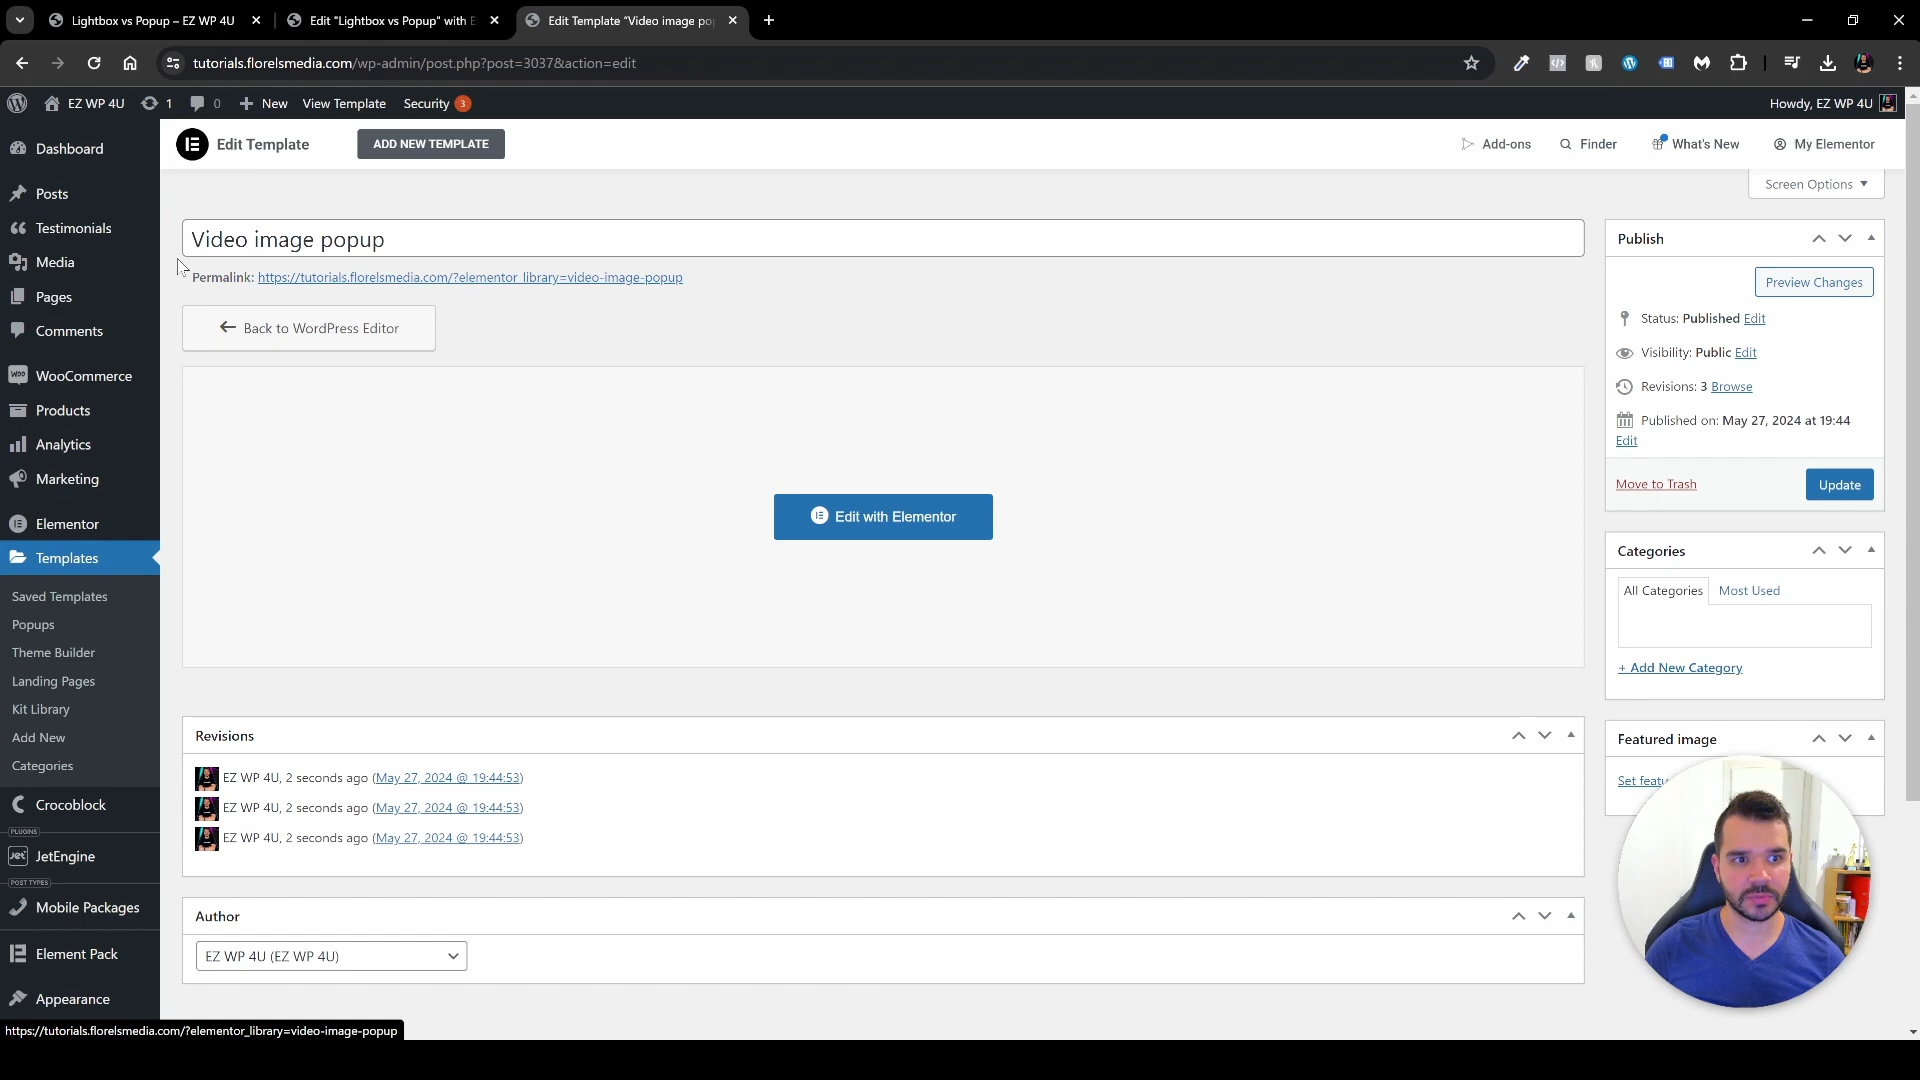 Lightbox vs Popup – EZ WP 4U
Edit "Lightbox vs Popup" with E
Edit Template "Video image po
tutorials.florelsmedia.com/wp-admin/post.php?post=3037&action=edit
EZ WP 4U
1
0
New
View Template
Security 3
Howdy, EZ WP 4U
Dashboard
Posts
Testimonials
Media
Pages
Comments
WooCommerce
Products
Analytics
Marketing
Elementor
Templates
Saved Templates
Popups
Theme Builder
Landing Pages
Kit Library
Add New
Categories
Crocoblock
PLUGINS
JetEngine
POST TYPES
Mobile Packages
Element Pack
Appearance
Edit Template
ADD NEW TEMPLATE
Add-ons
Finder
What's New
My Elementor
Screen Options
Video image popup
Permalink: https://tutorials.florelsmedia.com/?elementor_library=video-image-popup
Back to WordPress Editor
Edit with Elementor
Revisions
EZ WP 4U, 2 seconds ago (May 27, 2024 @ 19:44:53)
EZ WP 4U, 2 seconds ago (May 27, 2024 @ 19:44:53)
EZ WP 4U, 2 seconds ago (May 27, 2024 @ 19:44:53)
Author
EZ WP 4U (EZ WP 4U)
Publish
Preview Changes
Status: Published Edit
Visibility: Public Edit
Revisions: 3 Browse
Published on: May 27, 2024 at 19:44
Edit
Move to Trash
Update
Categories
All Categories
Most Used
+ Add New Category
Featured image
Set featu
https://tutorials.florelsmedia.com/?elementor_library=video-image-popup